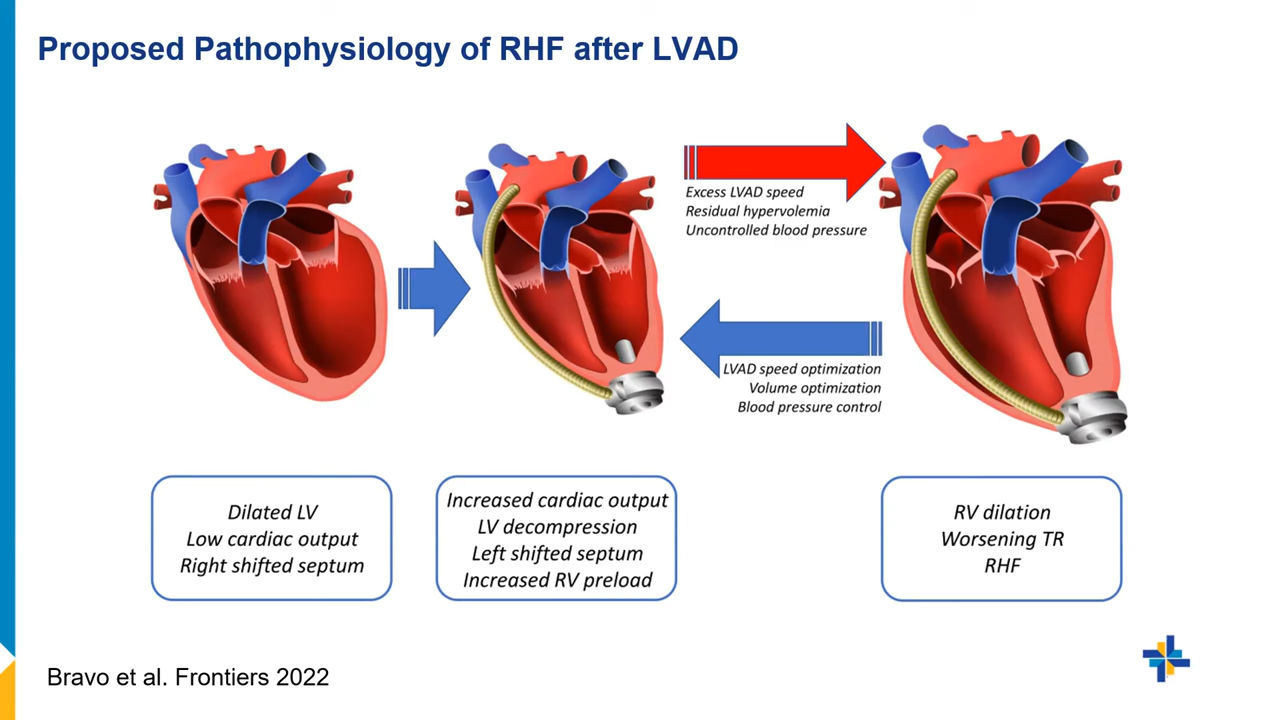 Proposed Pathophysiology of RHF after LVAD
Excess LVAD speed
Residual hypervolemia
Uncontrolled blood pressure
LVAD speed optimization
Volume optimization
Blood pressure control
Dilated LV
Low cardiac output
Right shifted septum
Increased cardiac output
LV decompression
Left shifted septum
Increased RV preload
RV dilation
Worsening TR
RHF
Bravo et al. Frontiers 2022